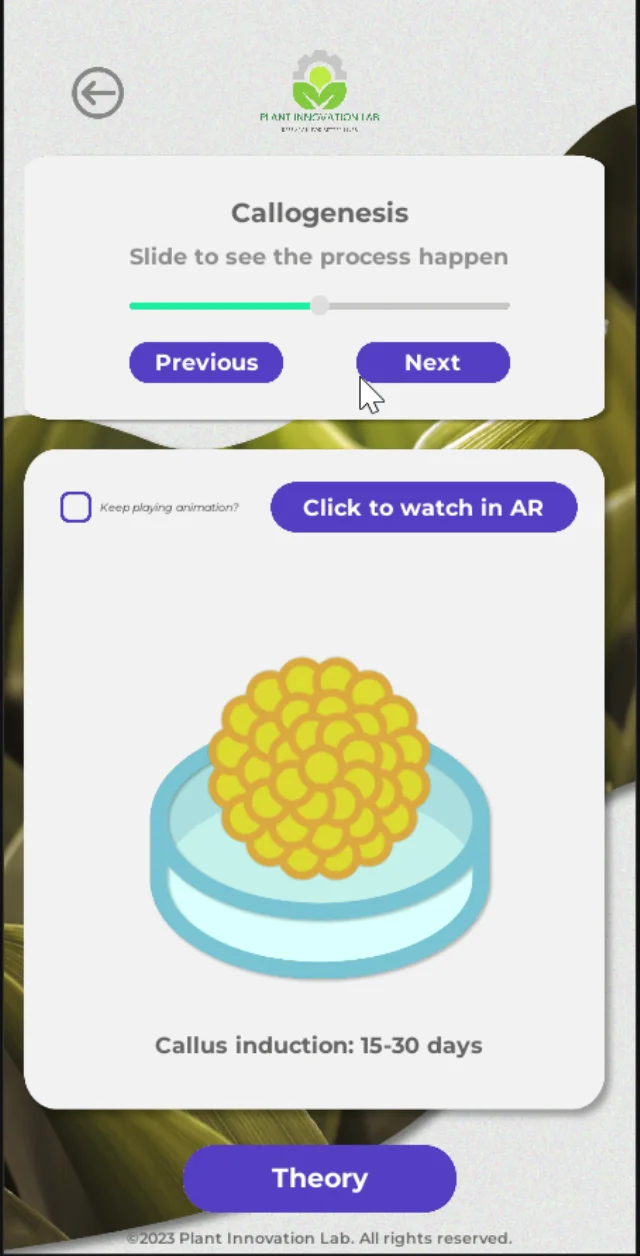 PLANT INNOVATION LAB
Callogenesis
Slide to see the process happen
Previous
Next
Keep playing animation?
Click to watch in AR
Callus induction: 15-30 days
Theory
©2023 Plant Innovation Lab. All rights reserved.